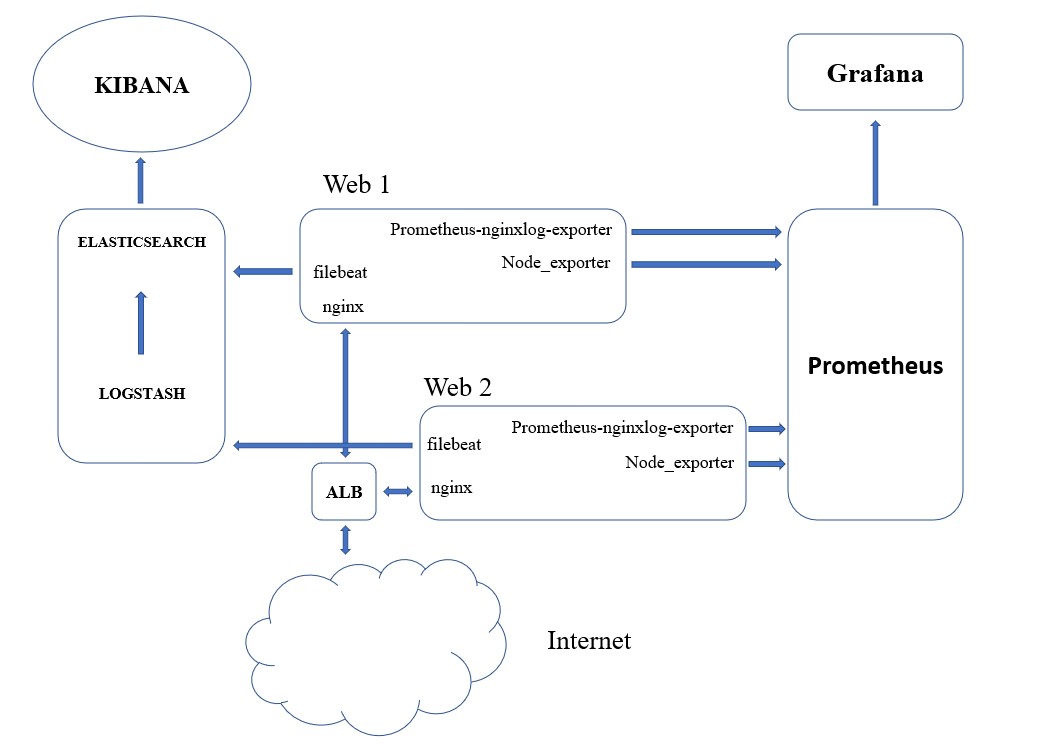 KIBANA
Grafana
Web 1
ELASTICSEARCH
Prometheus-nginxlog-exporter
Node_exporter
filebeat
nginx
LOGSTASH
Prometheus
Web 2
Prometheus-nginxlog-exporter
filebeat
Node_exporter
nginx
ALB
Internet